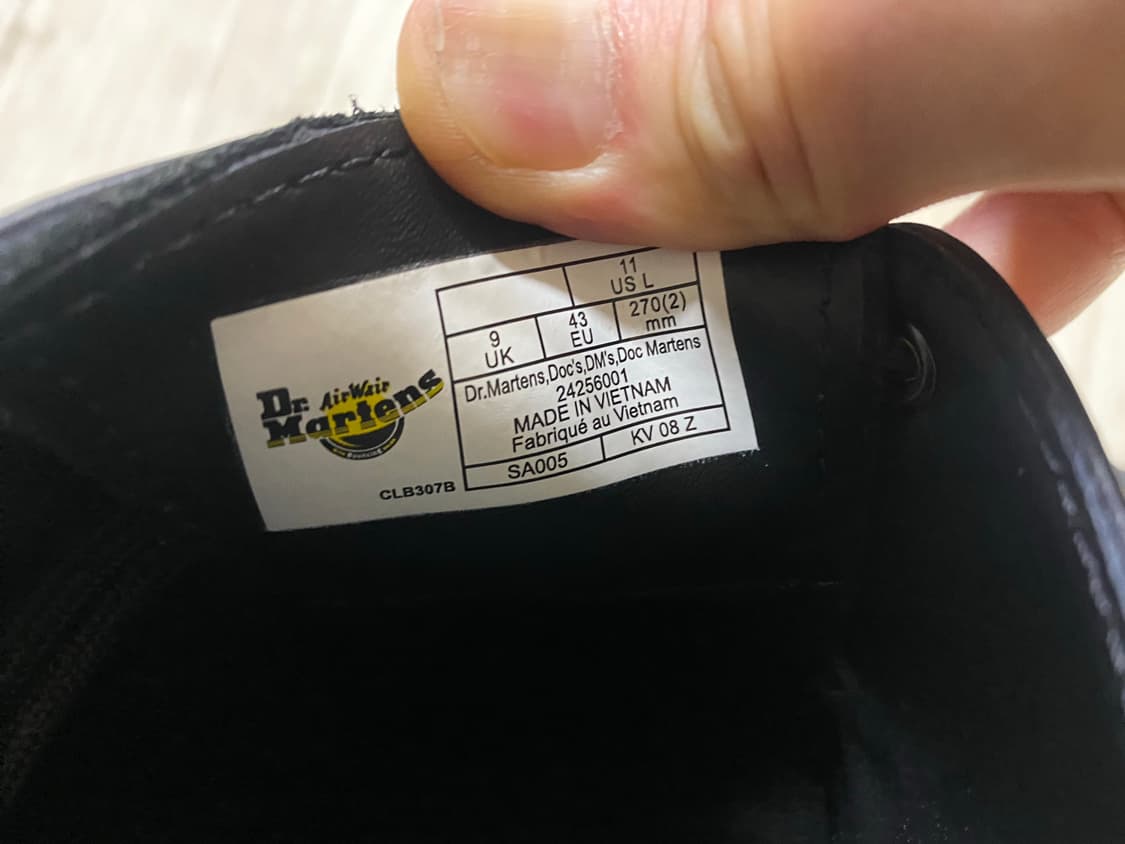 11
US L
9
UK
43
EU
270(2)
mm
Dr.Martens,Doc's,DM's,Doc Martens
24256001
MADE IN VIETNAM
Fabriqué au Vietnam
SA005
KV 08 Z
Dr. AirWair
Martens
CLB307B